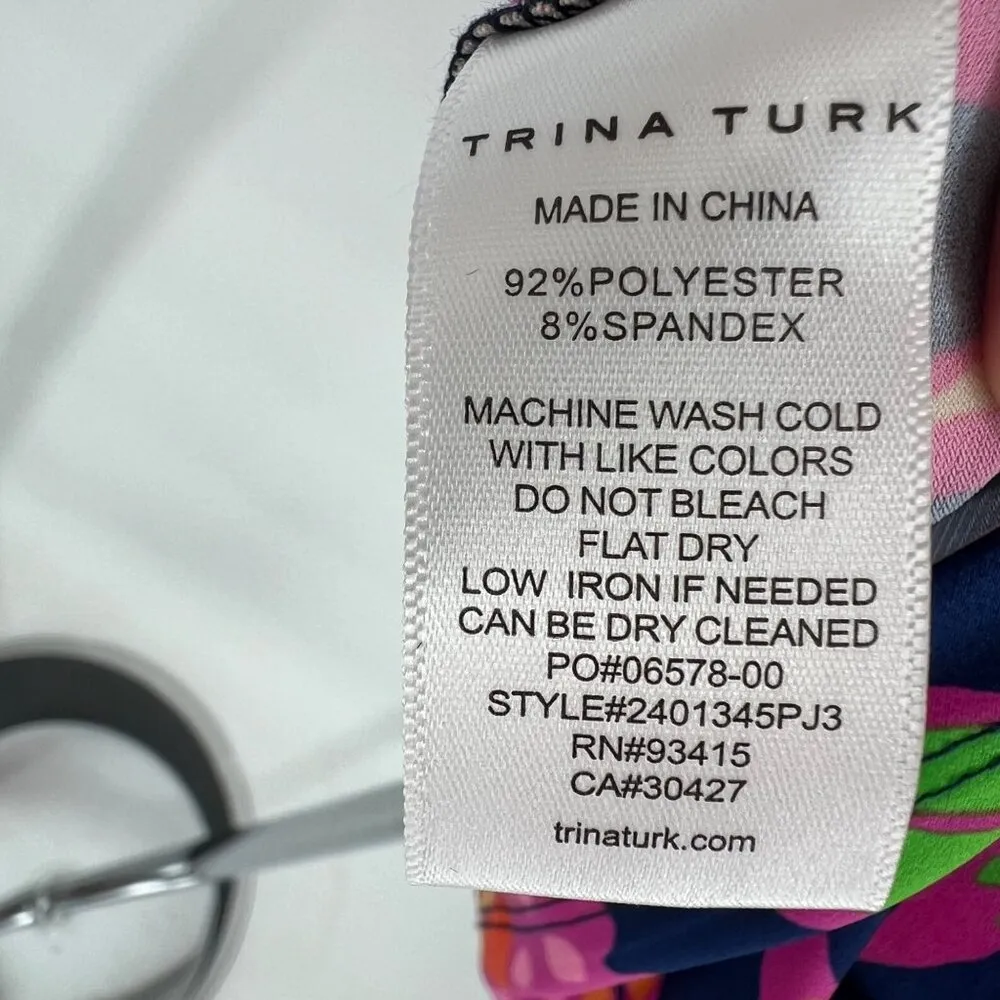 TRINA TURK
MADE IN CHINA
92%POLYESTER
8%SPANDEX
MACHINE WASH COLD
WITH LIKE COLORS
DO NOT BLEACH
FLAT DRY
LOW IRON IF NEEDED
CAN BE DRY CLEANED
PO#06578-00
STYLE#2401345PJ3
RN#93415
CA#30427
trinaturk.com